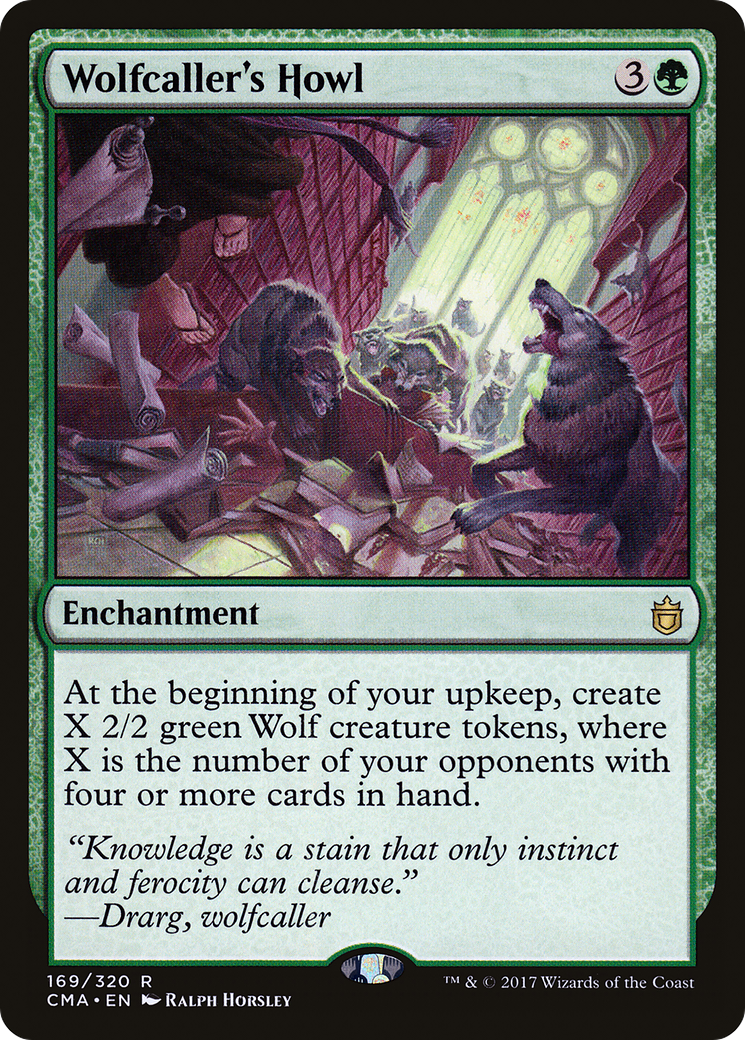 Wolfcaller's Howl 3
Enchantment
At the beginning of your upkeep, create
X 2/2 green Wolf creature tokens, where
X is the number of your opponents with
four or more cards in hand.
“Knowledge is a stain that only instinct
and ferocity can cleanse.”
—Drarg, wolfcaller
169/320 R
CMA • EN Ralph Horsley
™ & © 2017 Wizards of the Coast